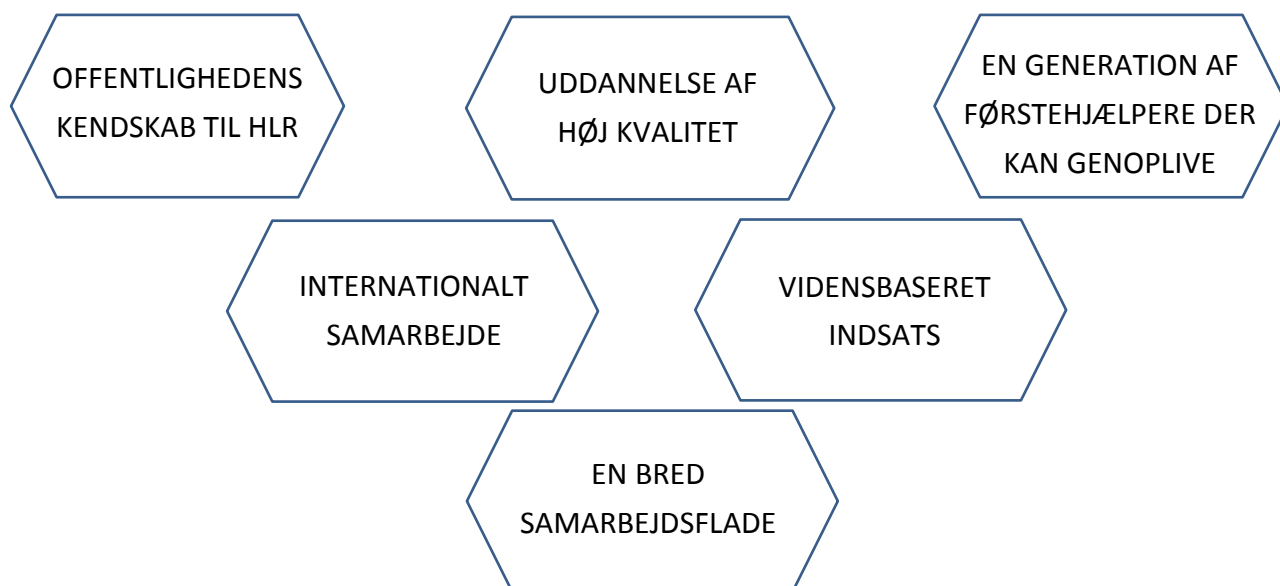 OFFENTLIGHEDENS
KENDSKAB TIL HLR
UDDANNELSE AF
HØJ KVALITET
EN GENERATION AF
FØRSTEHJÆLPERE DER
KAN GENOPLIVE
INTERNATIONALT
SAMARBEJDE
VIDENSBASERET
INDSATS
EN BRED
SAMARBEJDSFLADE